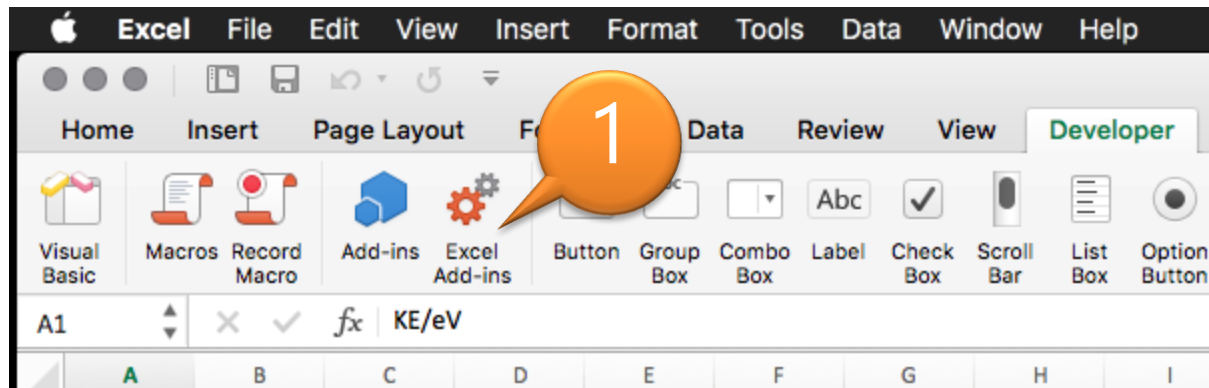 Excel File Edit View Insert Format Tools Data Window Help
Home Insert Page Layout Data Review View Developer
1
Abc
Visual Basic Macros Record Macro Add-ins Excel Add-ins Button Group Box Combo Box Label Check Box Scroll Bar List Box Option Button
A1 fx KE/eV
A B C D E F G H I